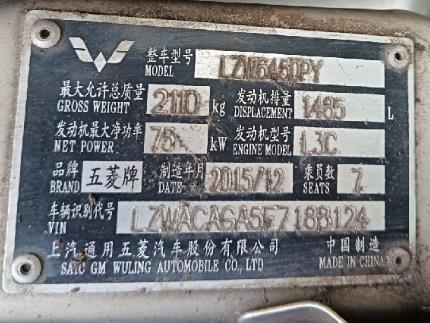 整车型号 MODEL LZW6451PY
最大允许总质量 GROSS WEIGHT 2110 kg 发动机排量 DISPLACEMENT 1485 L
发动机最大净功率 NET POWER. 75 kW 发动机型号 ENGINE MODEL L3C
品牌 BRAND 五菱牌 制造年月 DATE 2015/12 乘员数 SEATS 7
车辆识别代号 VIN LZWACAGA5F7188124
上汽通用五菱汽车股份有限公司 中国制造
SAIC GM WULING AUTOMOBILE CO.,LTD MADE IN CHINA